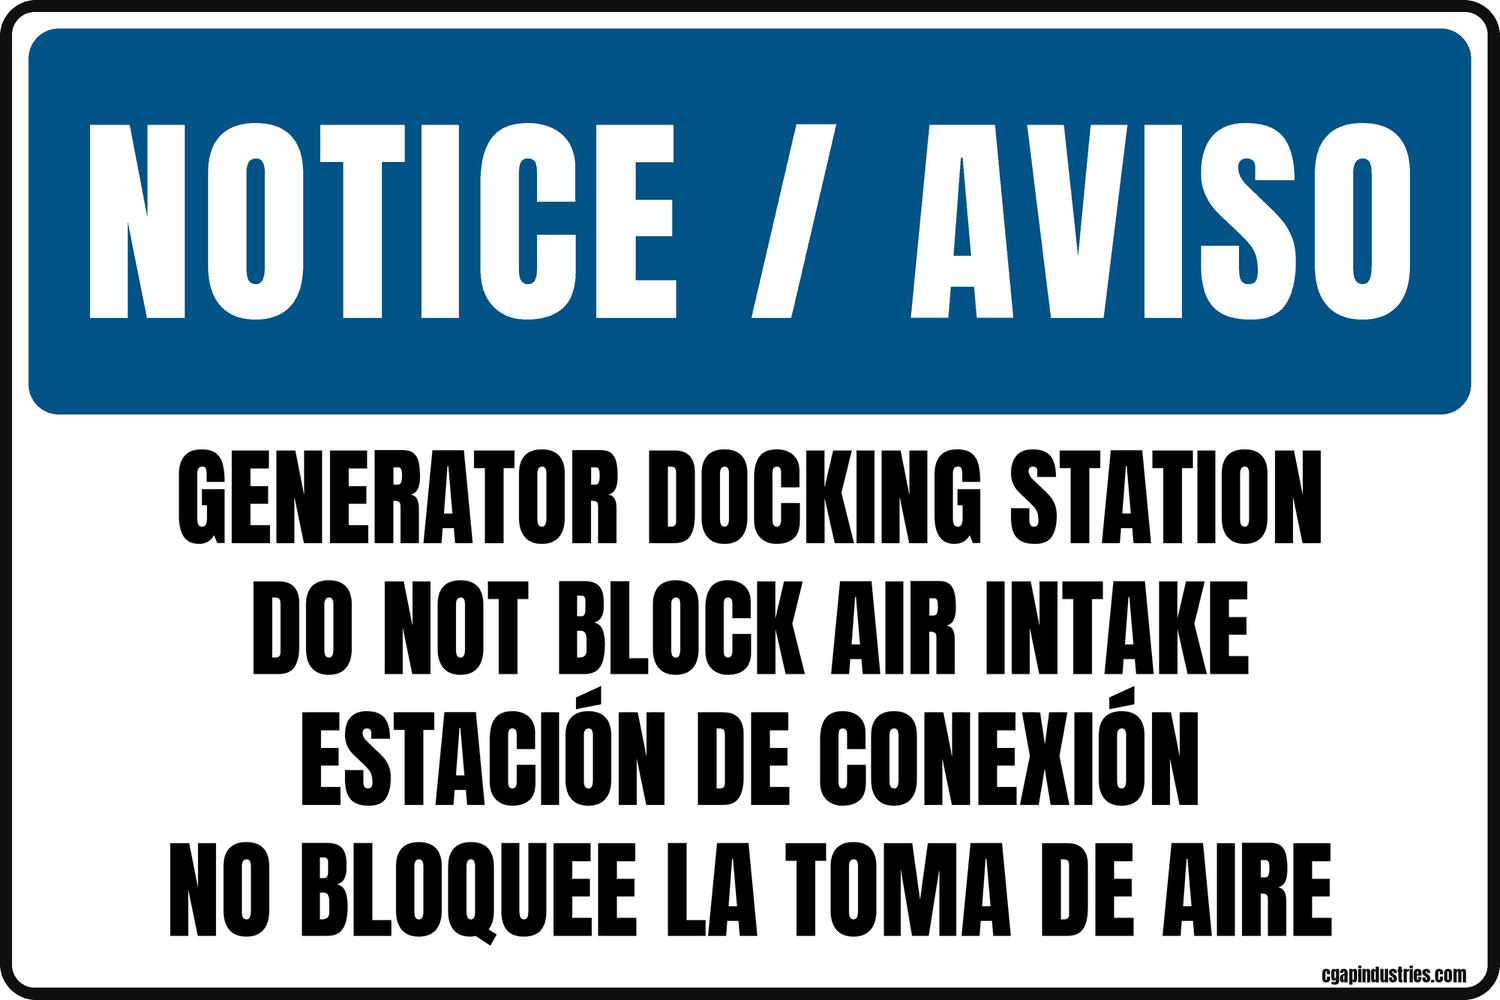 NOTICE / AVISO
GENERATOR DOCKING STATION
DO NOT BLOCK AIR INTAKE
ESTACIÓN DE CONEXIÓN
NO BLOQUEE LA TOMA DE AIRE
cgapindustries.com